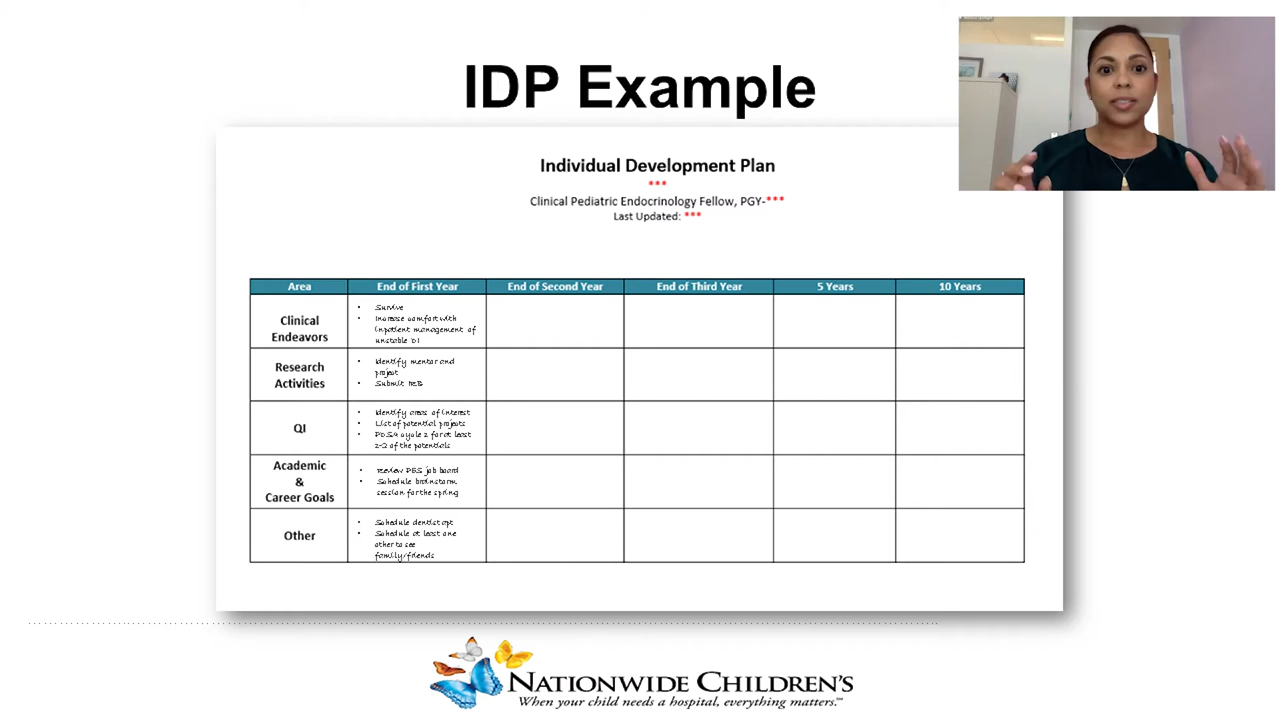 IDP Example
Individual Development Plan
***
Clinical Pediatric Endocrinology Fellow, PGY-***
Last Updated: ***
Area
End of First Year
End of Second Year
End of Third Year
5 Years
10 Years
Clinical
Endeavors
• Survive
• Increase comfort with
inpatient management of
unstable DI
Research
Activities
• Identify mentor and
project
• Submit IRB
QI
• Identify areas of interest
• List of potential projects
• PDSA cycle 2 for at least
of the potentials
Academic
&
Career Goals
• Review PES job board
• Schedule brainstorm
session for the spring
Other
• Schedule dentist apt
• Schedule at least one
other to see
family/friends
NATIONWIDE CHILDREN'S
When your child needs a hospital, everything matters.™